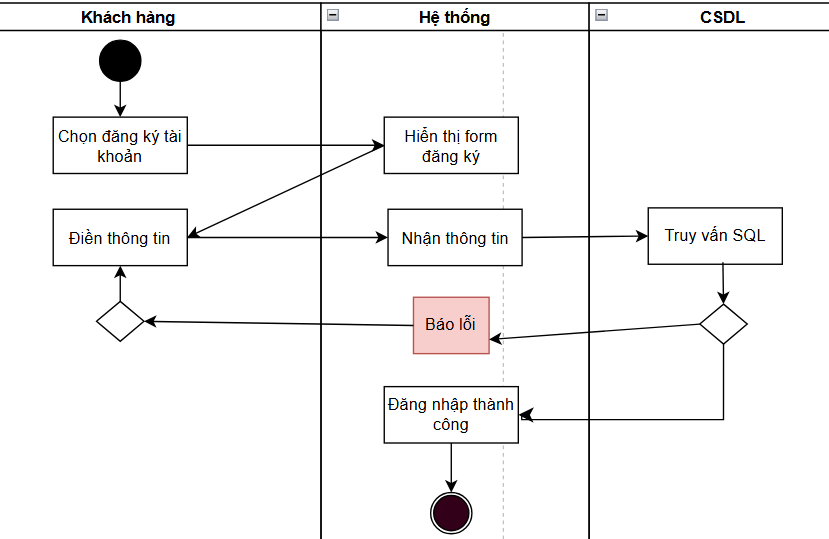 Khách hàng
Hệ thống
CSDL
Chọn đăng ký tài
khoản
Hiển thị form
đăng ký
Điền thông tin
Nhận thông tin
Truy vấn SQL
Báo lỗi
Đăng nhập thành
công